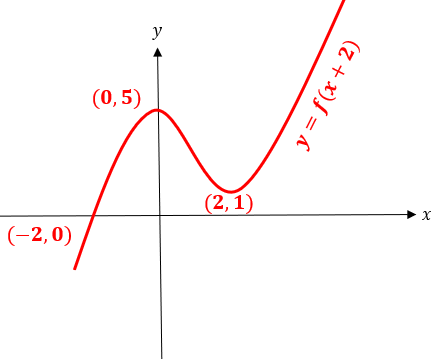 y
(0, 5)
y = f(x + 2)
(2, 1)
x
(−2, 0)